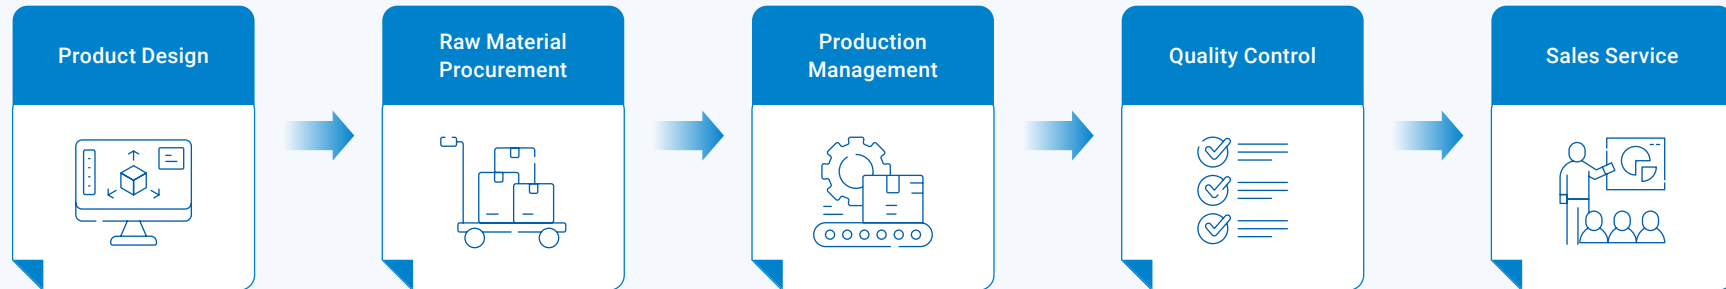 Product Design
Raw Material
Procurement
Production
Management
Quality Control
Sales Service